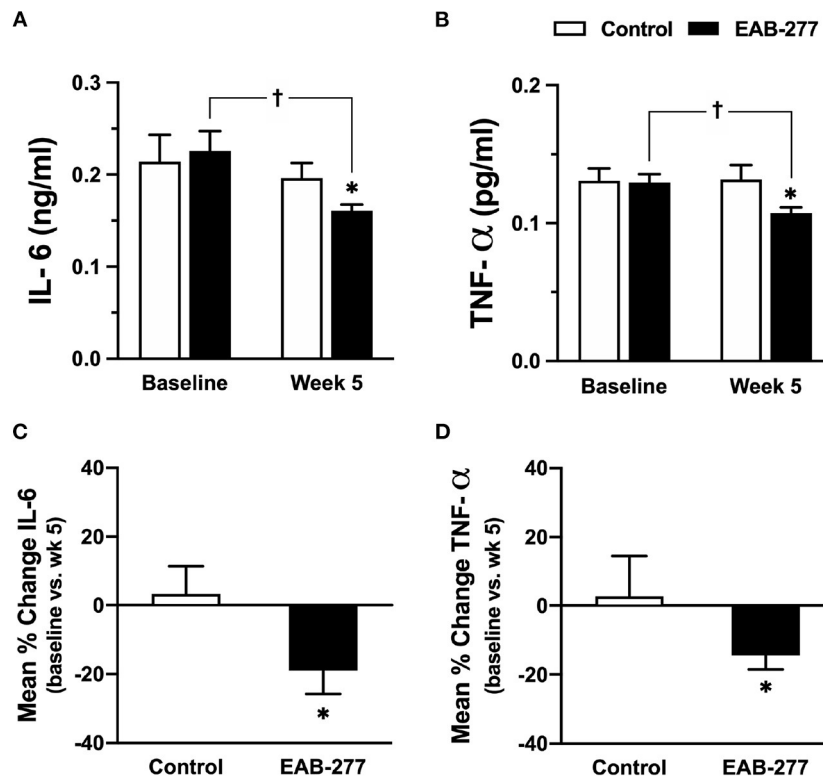 A
B
Control EAB-277
IL- 6 (ng/ml)
0.3
0.2
0.1
0.0
†
*
Baseline Week 5
TNF- α (pg/ml)
0.2
0.1
0.0
†
*
Baseline Week 5
C
D
Mean % Change IL-6
(baseline vs. wk 5)
40
20
0
-20
-40
*
Control EAB-277
Mean % Change TNF- α
(baseline vs. wk 5)
40
20
0
-20
-40
*
Control EAB-277